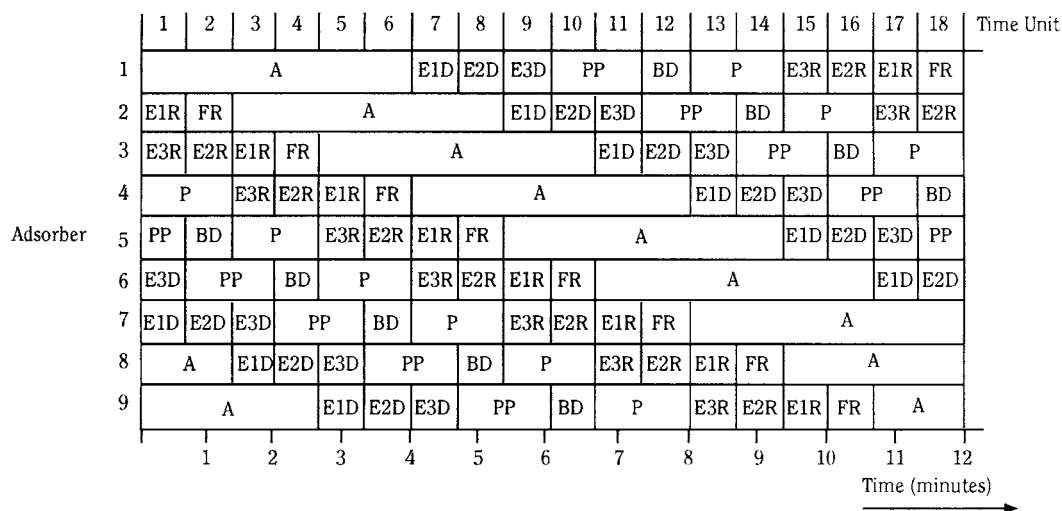 1 2 3 4 5 6 7 8 9 10 11 12 13 14 15 16 17 18 Time Unit
1 A E1D E2D E3D PP BD P E3R E2R E1R FR
2 E1R FR A E1D E2D E3D PP BD P E3R E2R
3 E3R E2R E1R FR A E1D E2D E3D PP BD P
4 P E3R E2R E1R FR A E1D E2D E3D PP BD
Adsorber 5 PP BD P E3R E2R E1R FR A E1D E2D E3D PP
6 E3D PP BD P E3R E2R E1R FR A E1D E2D
7 E1D E2D E3D PP BD P E3R E2R E1R FR A
8 A E1D E2D E3D PP BD P E3R E2R E1R FR A
9 A E1D E2D E3D PP BD P E3R E2R E1R FR A
1 2 3 4 5 6 7 8 9 10 11 12
Time (minutes)